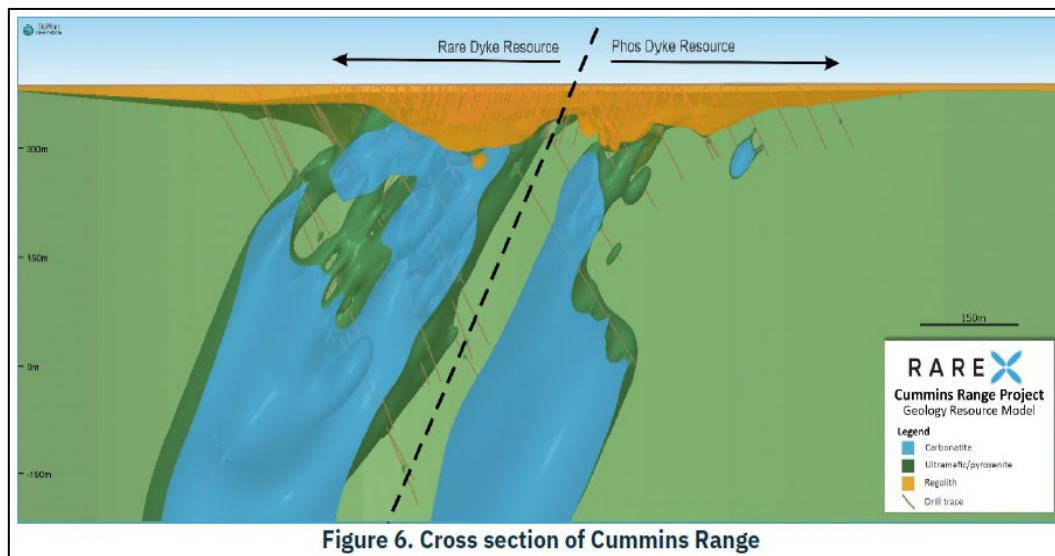 Rare Dyke Resource
Phos Dyke Resource
300m
150m
0m
-150m
150m
RAREX
Cummins Range Project
Geology Resource Model
Legend
Carbonatite
Ultramafic/pyroxenite
Regolith
Drill trace
Figure 6. Cross section of Cummins Range